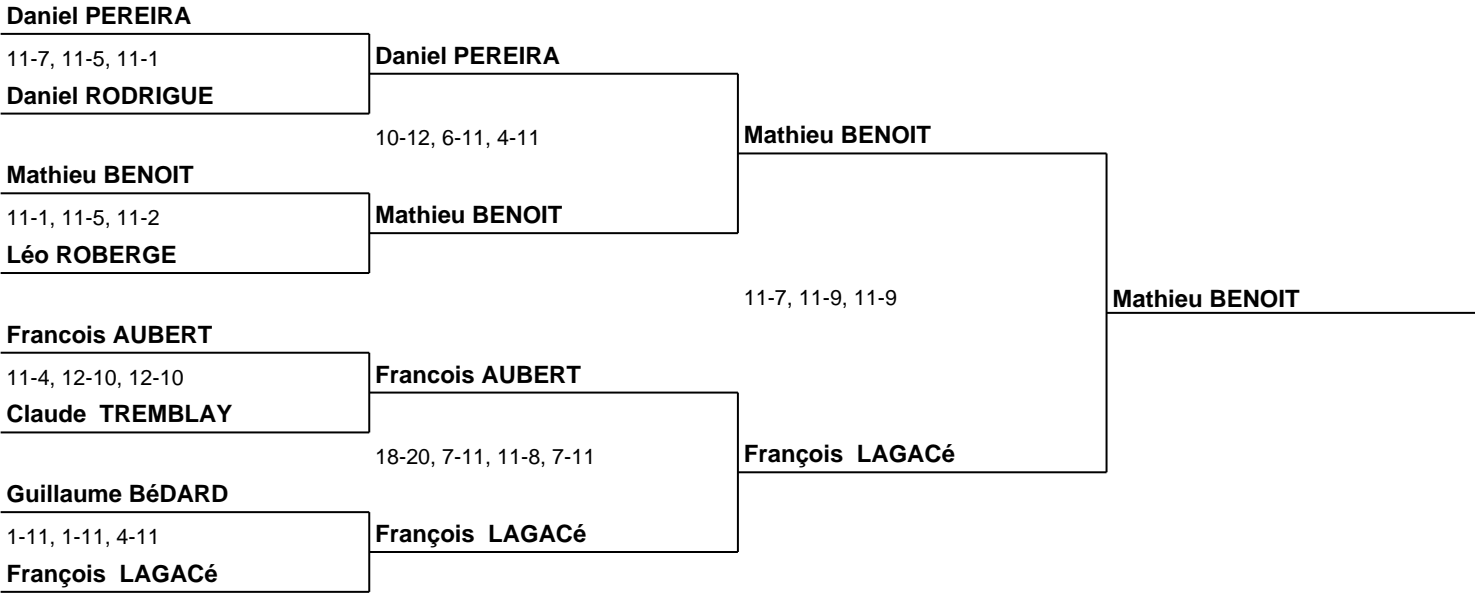 Daniel PEREIRA
11-7, 11-5, 11-1
Daniel PEREIRA
Daniel RODRIGUE
10-12, 6-11, 4-11
Mathieu BENOIT
Mathieu BENOIT
11-1, 11-5, 11-2
Mathieu BENOIT
Léo ROBERGE
11-7, 11-9, 11-9
Mathieu BENOIT
Francois AUBERT
11-4, 12-10, 12-10
Francois AUBERT
Claude  TREMBLAY
18-20, 7-11, 11-8, 7-11
François  LAGACé
Guillaume BéDARD
1-11, 1-11, 4-11
François  LAGACé
François  LAGACé